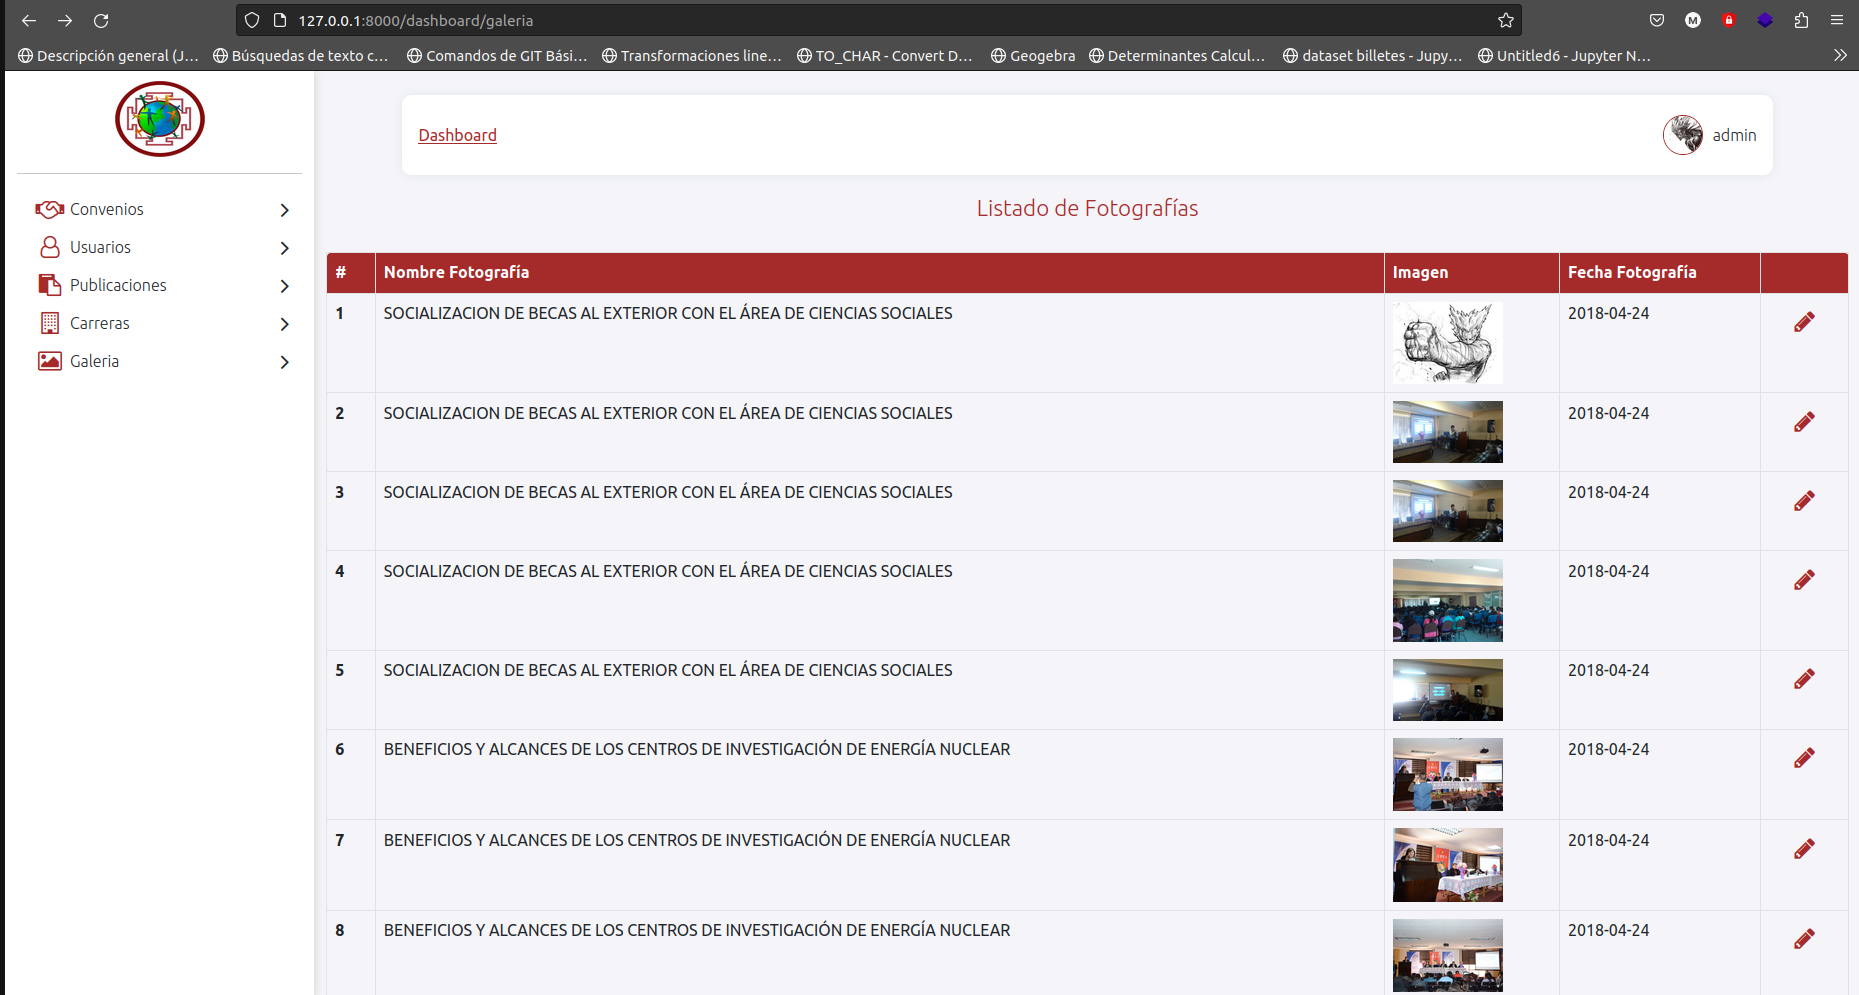 127.0.0.1:8000/dashboard/galeria
Descripción general (J... Búsquedas de texto c... Comandos de GIT Bási... Transformaciones line... TO_CHAR - Convert D... Geogebra Determinantes Calcul... dataset billetes - Jupy... Untitled6 - Jupyter N...
Dashboard
admin
Convenios
Usuarios
Publicaciones
Carreras
Galeria
Listado de Fotografías
# Nombre Fotografía Imagen Fecha Fotografía
1 SOCIALIZACION DE BECAS AL EXTERIOR CON EL ÁREA DE CIENCIAS SOCIALES 2018-04-24
2 SOCIALIZACION DE BECAS AL EXTERIOR CON EL ÁREA DE CIENCIAS SOCIALES 2018-04-24
3 SOCIALIZACION DE BECAS AL EXTERIOR CON EL ÁREA DE CIENCIAS SOCIALES 2018-04-24
4 SOCIALIZACION DE BECAS AL EXTERIOR CON EL ÁREA DE CIENCIAS SOCIALES 2018-04-24
5 SOCIALIZACION DE BECAS AL EXTERIOR CON EL ÁREA DE CIENCIAS SOCIALES 2018-04-24
6 BENEFICIOS Y ALCANCES DE LOS CENTROS DE INVESTIGACIÓN DE ENERGÍA NUCLEAR 2018-04-24
7 BENEFICIOS Y ALCANCES DE LOS CENTROS DE INVESTIGACIÓN DE ENERGÍA NUCLEAR 2018-04-24
8 BENEFICIOS Y ALCANCES DE LOS CENTROS DE INVESTIGACIÓN DE ENERGÍA NUCLEAR 2018-04-24